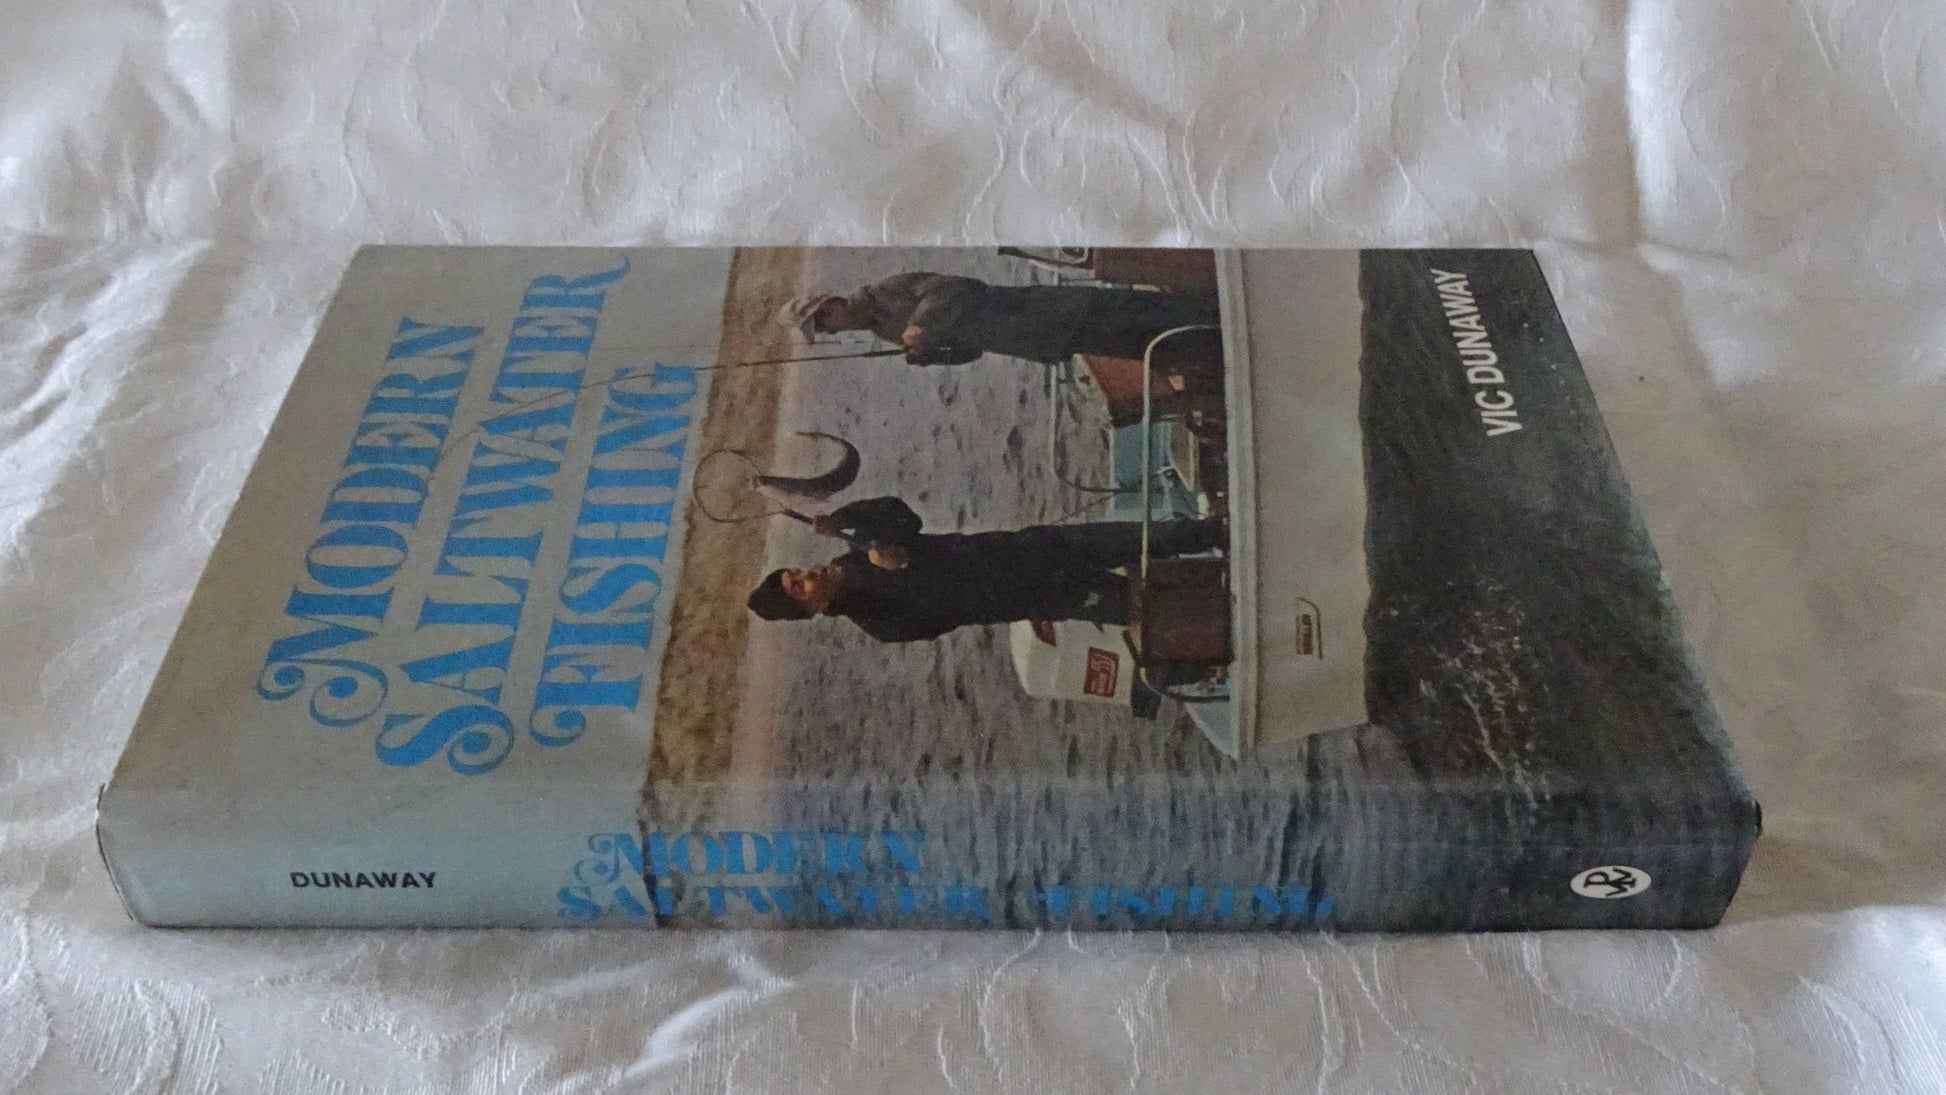 MODERN
SALTWATER
FISHING
VIC DUNAWAY
DUNAWAY
MODERN
SALTWATER FISHING